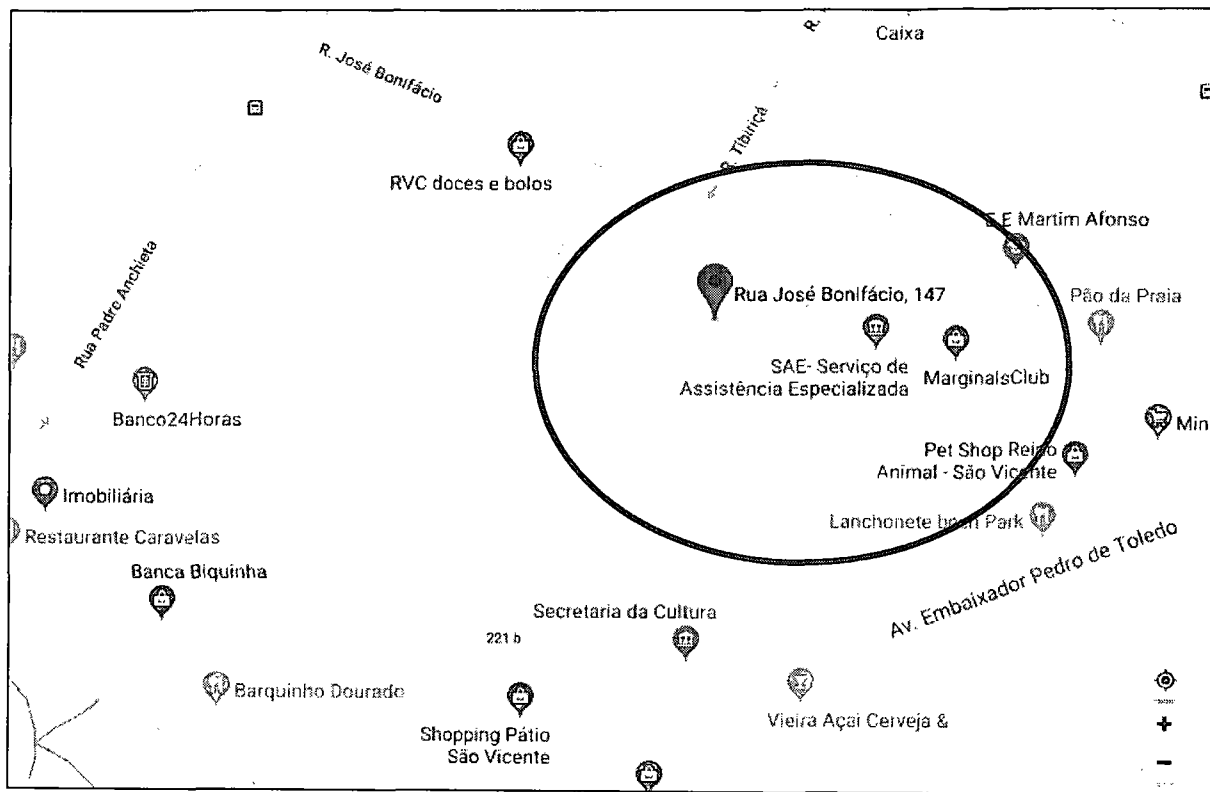 Caixa
R. José Bonifácio
R. Tibiriçá
RVC doces e bolos
E.E Martim Afonso
Rua Padre Anchieta
Rua José Bonifácio, 147
Pão da Praia
SAE- Serviço de
Assistência Especializada
MarginalsClub
Banco24Horas
Min
Pet Shop Reino
Animal - São Vicente
Imobiliária
Lanchonete
Park
Restaurante Caravelas
Banca Biquinha
Av. Embaixador Pedro de Toledo
Secretaria da Cultura
221 b
Barquinho Dourado
Vieira Açai Cerveja &
Shopping Pátio
São Vicente